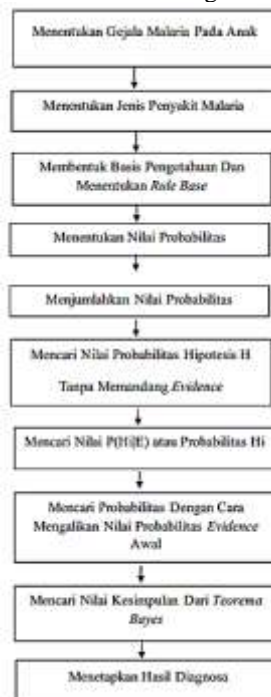 Menentukan Gejala Malaria Pada Anak
Menentukan Jenis Penyakit Malaria
Membentuk Basis Pengetahuan Dan
Menentukan Rule Base
Menentukan Nilai Probabilitas
Menjumlahkan Nilai Probabilitas
Mencari Nilai Probabilitas Hipotesis H
Tanpa Memandang Evidence
Mencari Nilai P(Hi|E) atau Probabilitas Hi
Mencari Probabilitas Dengan Cara
Mengalikan Nilai Probabilitas Evidence
Awal
Mencari Nilai Kesimpulan Dari Teorema
Bayes
Menetapkan Hasil Diagnosa